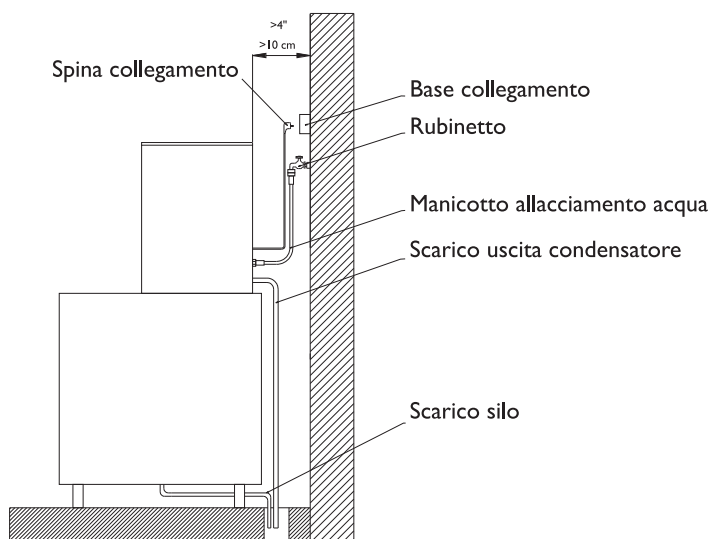 >4"
>10 cm
Spina collegamento
Base collegamento
Rubinetto
Manicotto allacciamento acqua
Scarico uscita condensatore
Scarico silo